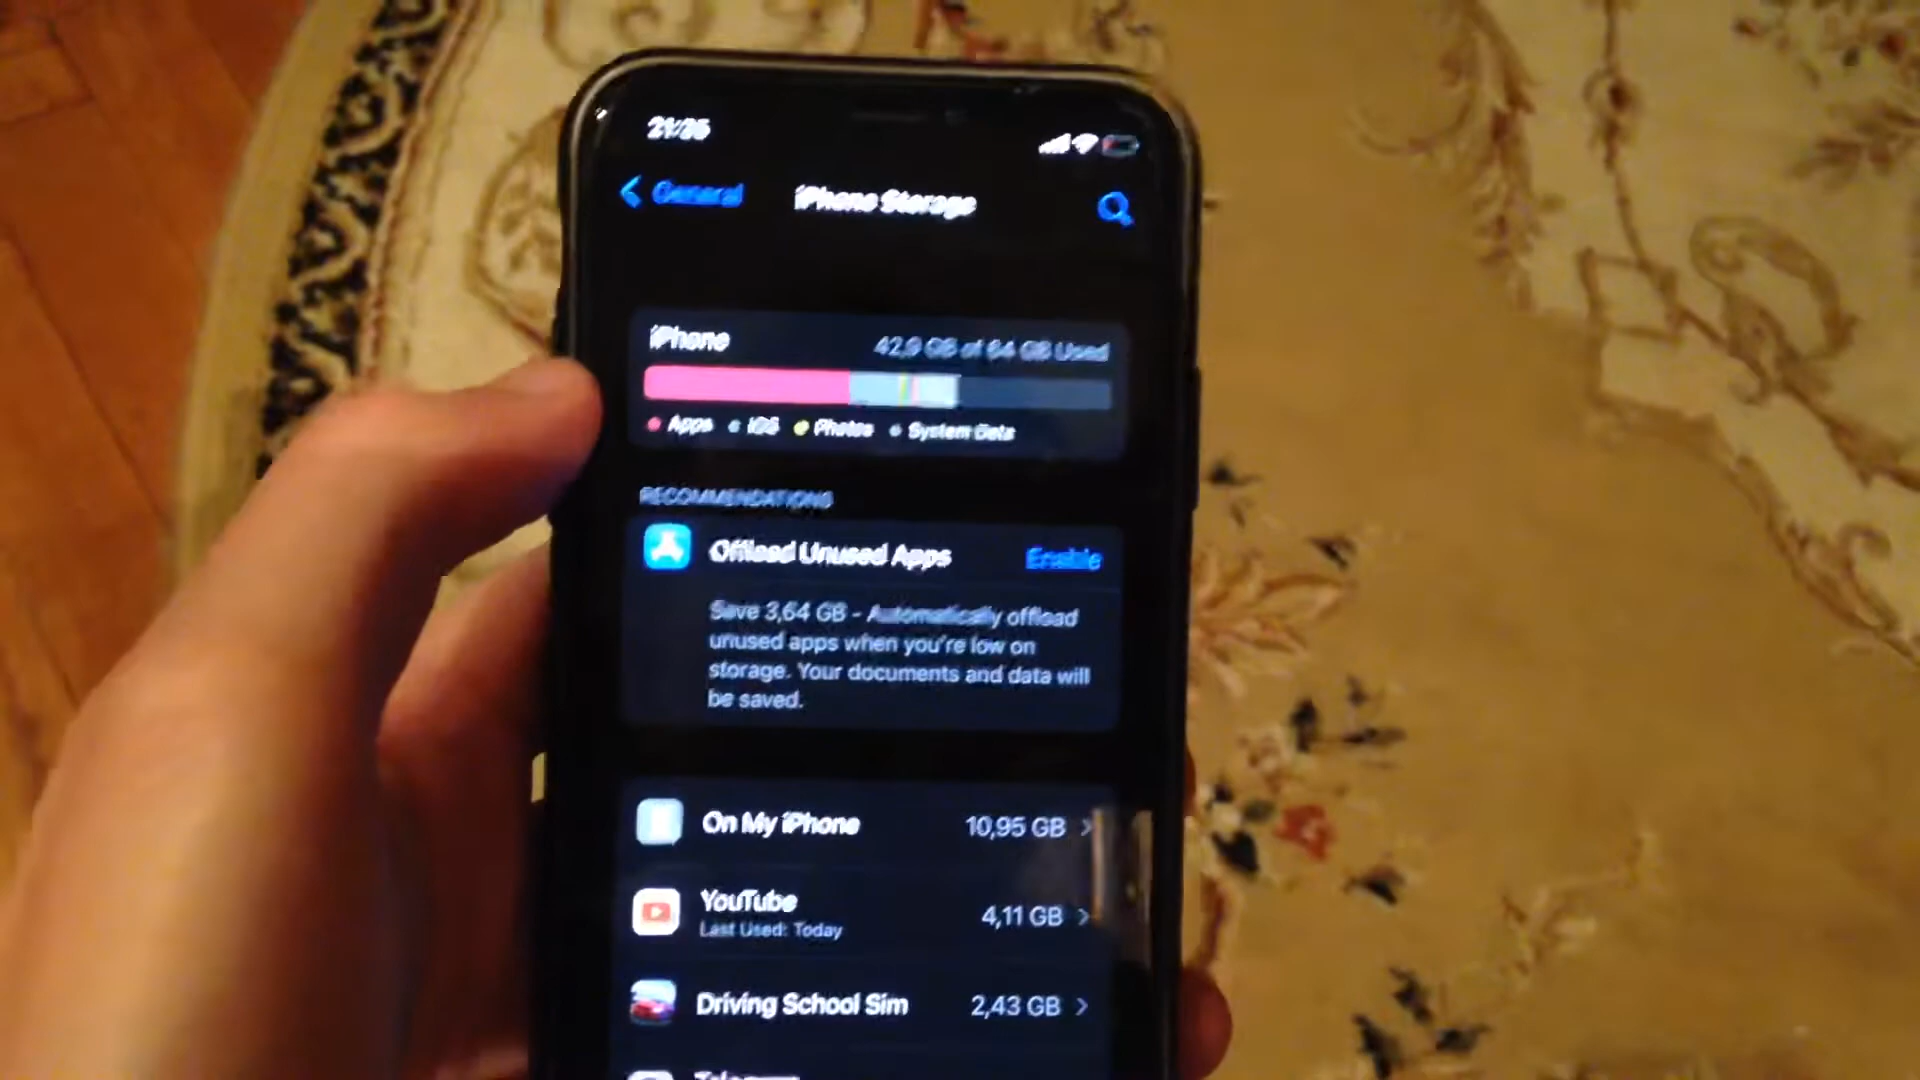 General
iPhone Storage
iPhone
42,9 GB of 64 GB Used
Apps iOS Photos System Data
RECOMMENDATIONS
Offload Unused Apps
Enable
Save 3,64 GB - Automatically offload
unused apps when you're low on
storage. Your documents and data will
be saved.
On My iPhone 10,95 GB
YouTube
4,11 GB
Last Used: Today
Driving School Sim 2,43 GB